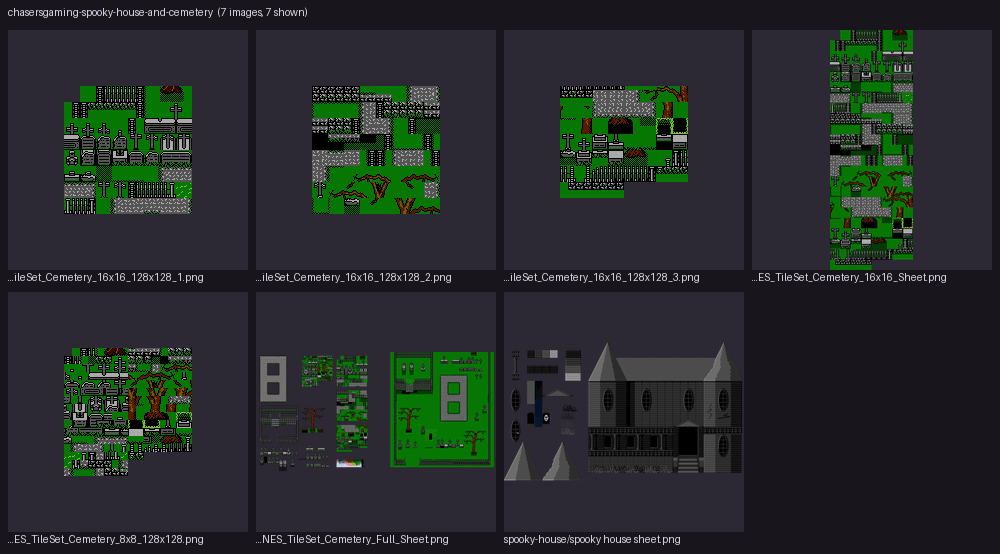 chasersgaming-spooky-house-and-cemetery (7 images, 7 shown)
...ileSet_Cemetery_16x16_128x128_1.png
...ileSet_Cemetery_16x16_128x128_2.png
...ileSet_Cemetery_16x16_128x128_3.png
...ES_TileSet_Cemetery_16x16_Sheet.png
...ES_TileSet_Cemetery_8x8_128x128.png
...NES_TileSet_Cemetery_Full_Sheet.png
spooky-house/spooky house sheet.png